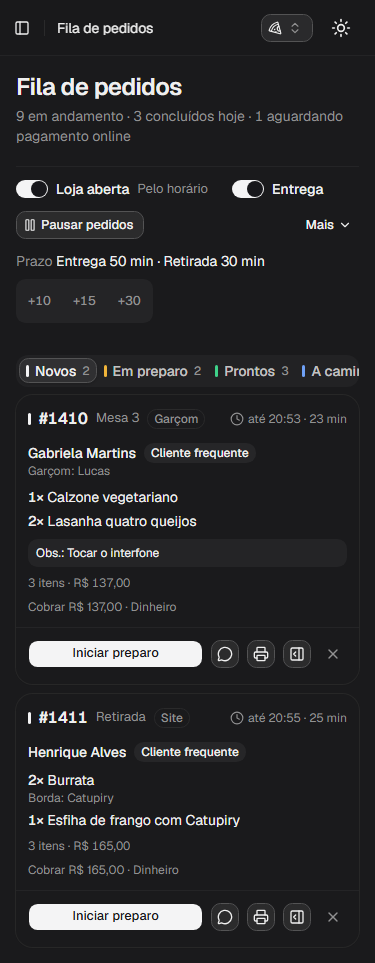 Fila de pedidos
Fila de pedidos
9 em andamento · 3 concluídos hoje · 1 aguardando
pagamento online
Loja aberta Pelo horário Entrega
Pausar pedidos Mais
Prazo Entrega 50 min · Retirada 30 min
+10 +15 +30
Novos 2 Em preparo 2 Prontos 3 A camin
#1410 Mesa 3 Garçom até 20:53 · 23 min
Gabriela Martins Cliente frequente
Garçom: Lucas
1× Calzone vegetariano
2× Lasanha quatro queijos
Obs.: Tocar o interfone
3 itens · R$ 137,00
Cobrar R$ 137,00 · Dinheiro
Iniciar preparo
#1411 Retirada Site até 20:55 · 25 min
Henrique Alves Cliente frequente
2× Burrata
Borda: Catupiry
1× Esfiha de frango com Catupiry
3 itens · R$ 165,00
Cobrar R$ 165,00 · Dinheiro
Iniciar preparo